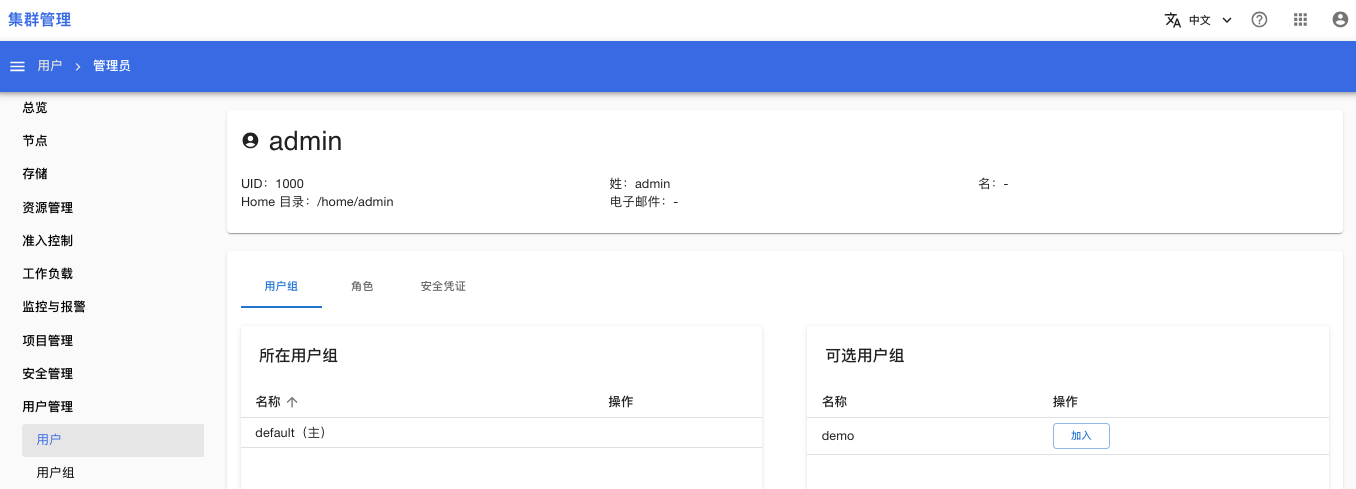 集群管理
中文
用户 管理员
总览
节点
存储
资源管理
准入控制
工作负载
监控与报警
项目管理
安全管理
用户管理
用户
用户组
admin
UID：1000 姓：admin 名：-
Home 目录：/home/admin 电子邮件：-
用户组 角色 安全凭证
所在用户组
名称 操作
default（主）
可选用户组
名称 操作
demo 加入